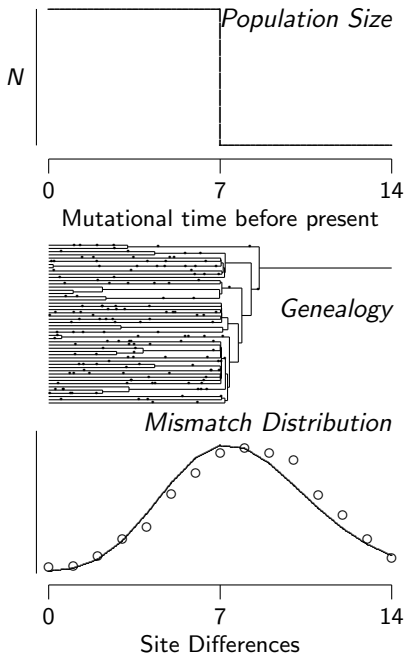 Population Size
N
0 7 14
Mutational time before present
Genealogy
Mismatch Distribution
0 7 14
Site Differences